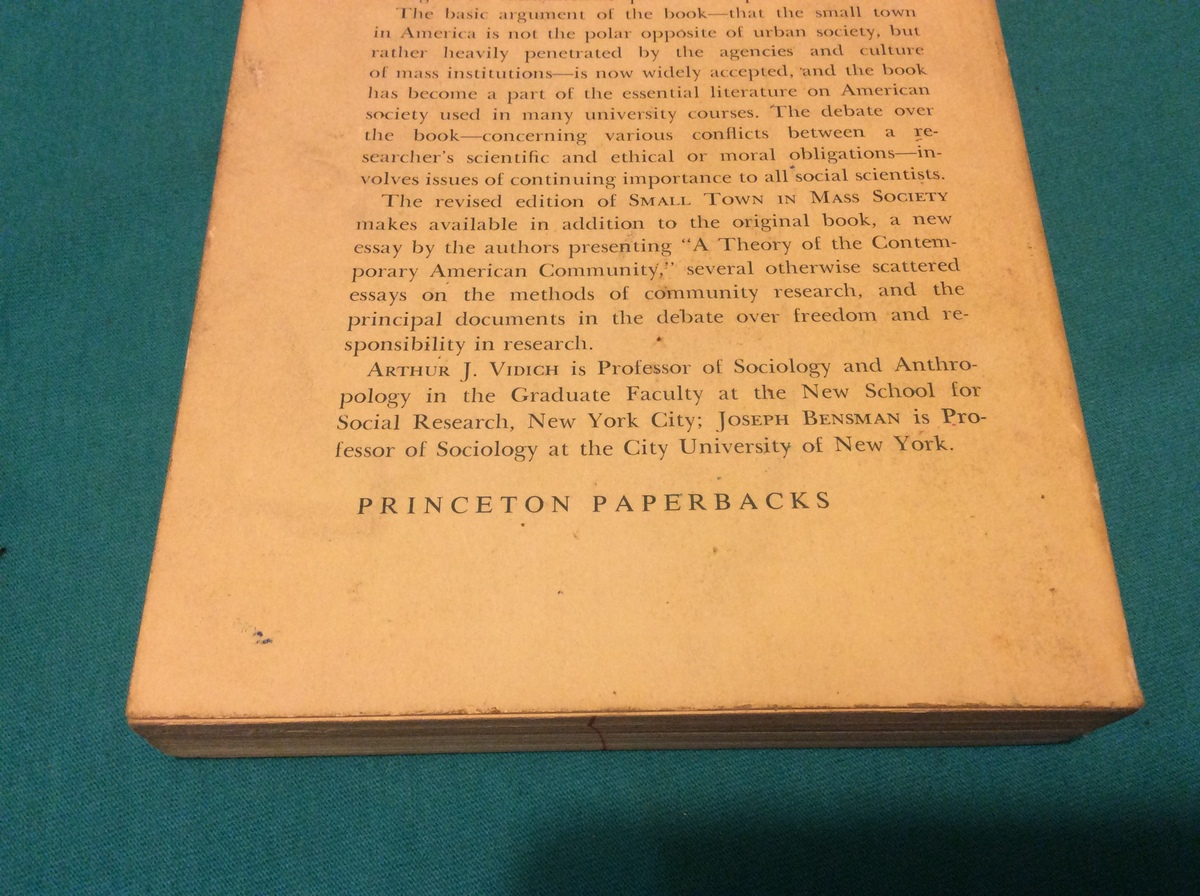 The basic argument of the book—that the small town
in America is not the polar opposite of urban society, but
rather heavily penetrated by the agencies and culture
of mass institutions—is now widely accepted, and the book
has become a part of the essential literature on American
society used in many university courses. The debate over
the book—concerning various conflicts between a re-
searcher's scientific and ethical or moral obligations—in-
volves issues of continuing importance to all social scientists.
The revised edition of SMALL TOWN IN MASS SOCIETY
makes available in addition to the original book, a new
essay by the authors presenting "A Theory of the Contem-
porary American Community," several otherwise scattered
essays on the methods of community research, and the
principal documents in the debate over freedom and re-
sponsibility in research.
ARTHUR J. VIDICH is Professor of Sociology and Anthro-
pology in the Graduate Faculty at the New School for
Social Research, New York City; JOSEPH BENSMAN is Pro-
fessor of Sociology at the City University of New York.
PRINCETON PAPERBACKS